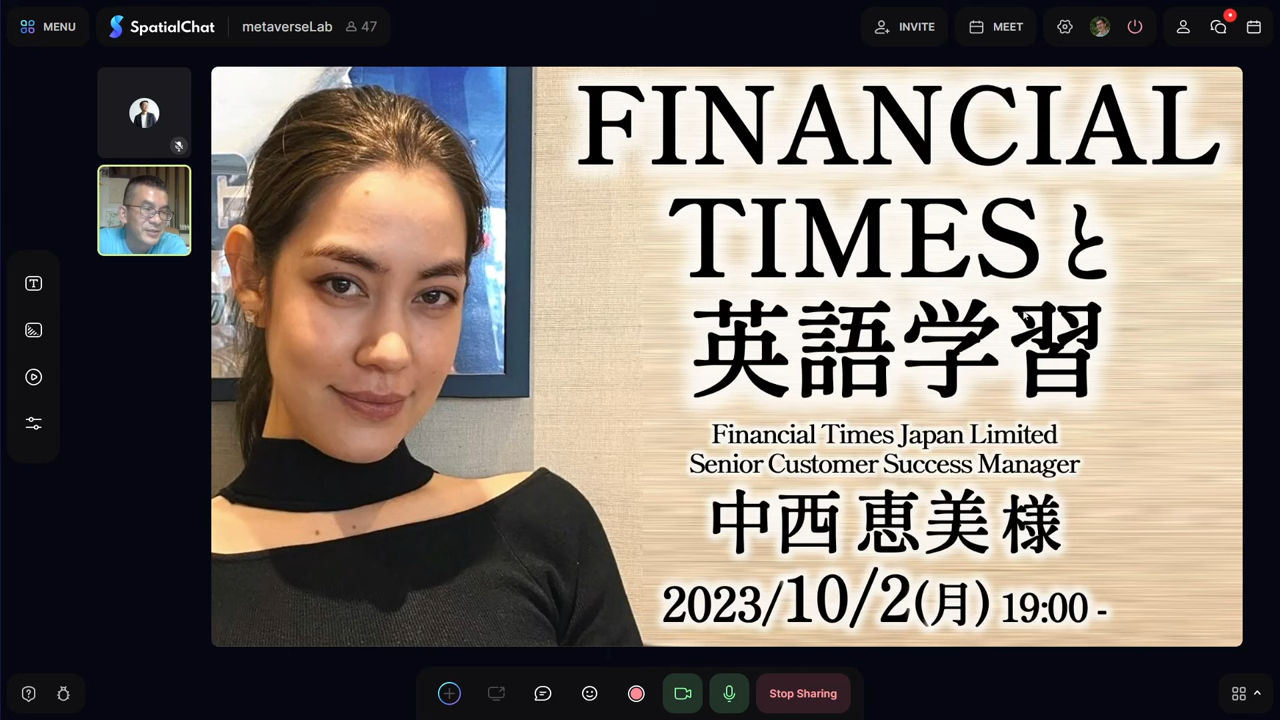 MENU
SpatialChat
metaverseLab
47
INVITE
MEET
FINANCIAL
TIMESと
英語学習
Financial Times Japan Limited
Senior Customer Success Manager
中西 恵美 様
2023/10/2(月) 19:00 -
Stop Sharing